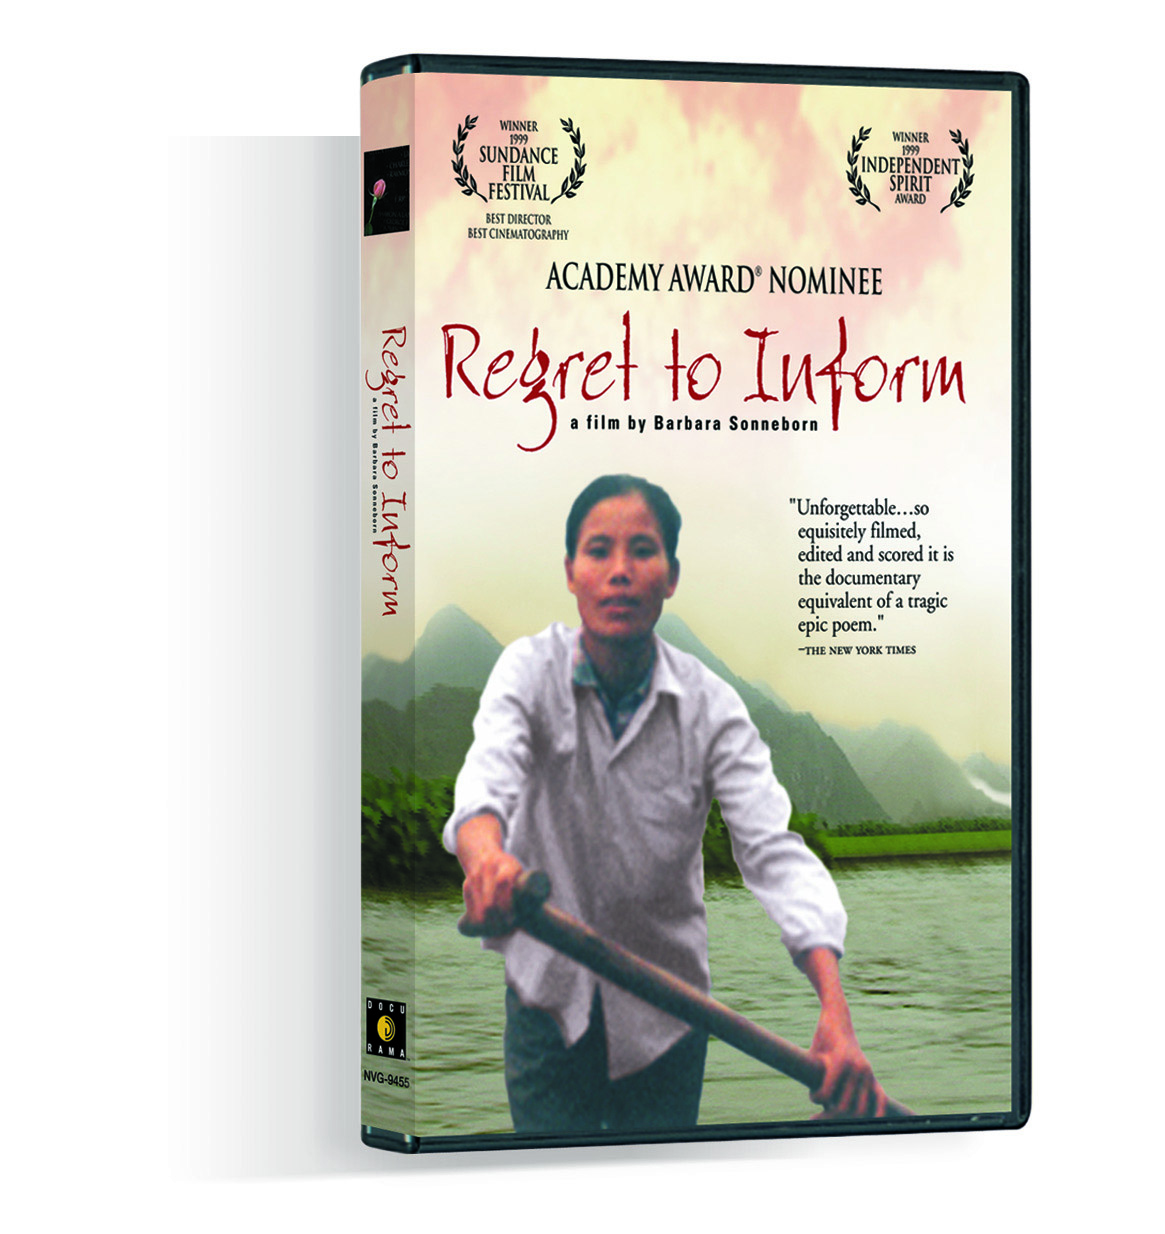 WINNER
1999
SUNDANCE
FILM
FESTIVAL
BEST DIRECTOR
BEST CINEMATOGRAPHY
WINNER
1999
INDEPENDENT
SPIRIT
AWARD
ACADEMY AWARD® NOMINEE
Regret to Inform
a film by Barbara Sonneborn
"Unforgettable...so
equisitely filmed,
edited and scored it is
the documentary
equivalent of a tragic
epic poem."
–THE NEW YORK TIMES
Regret to Inform
a film by Barbara Sonneborn
DOCU
RAMA
NVG-9455